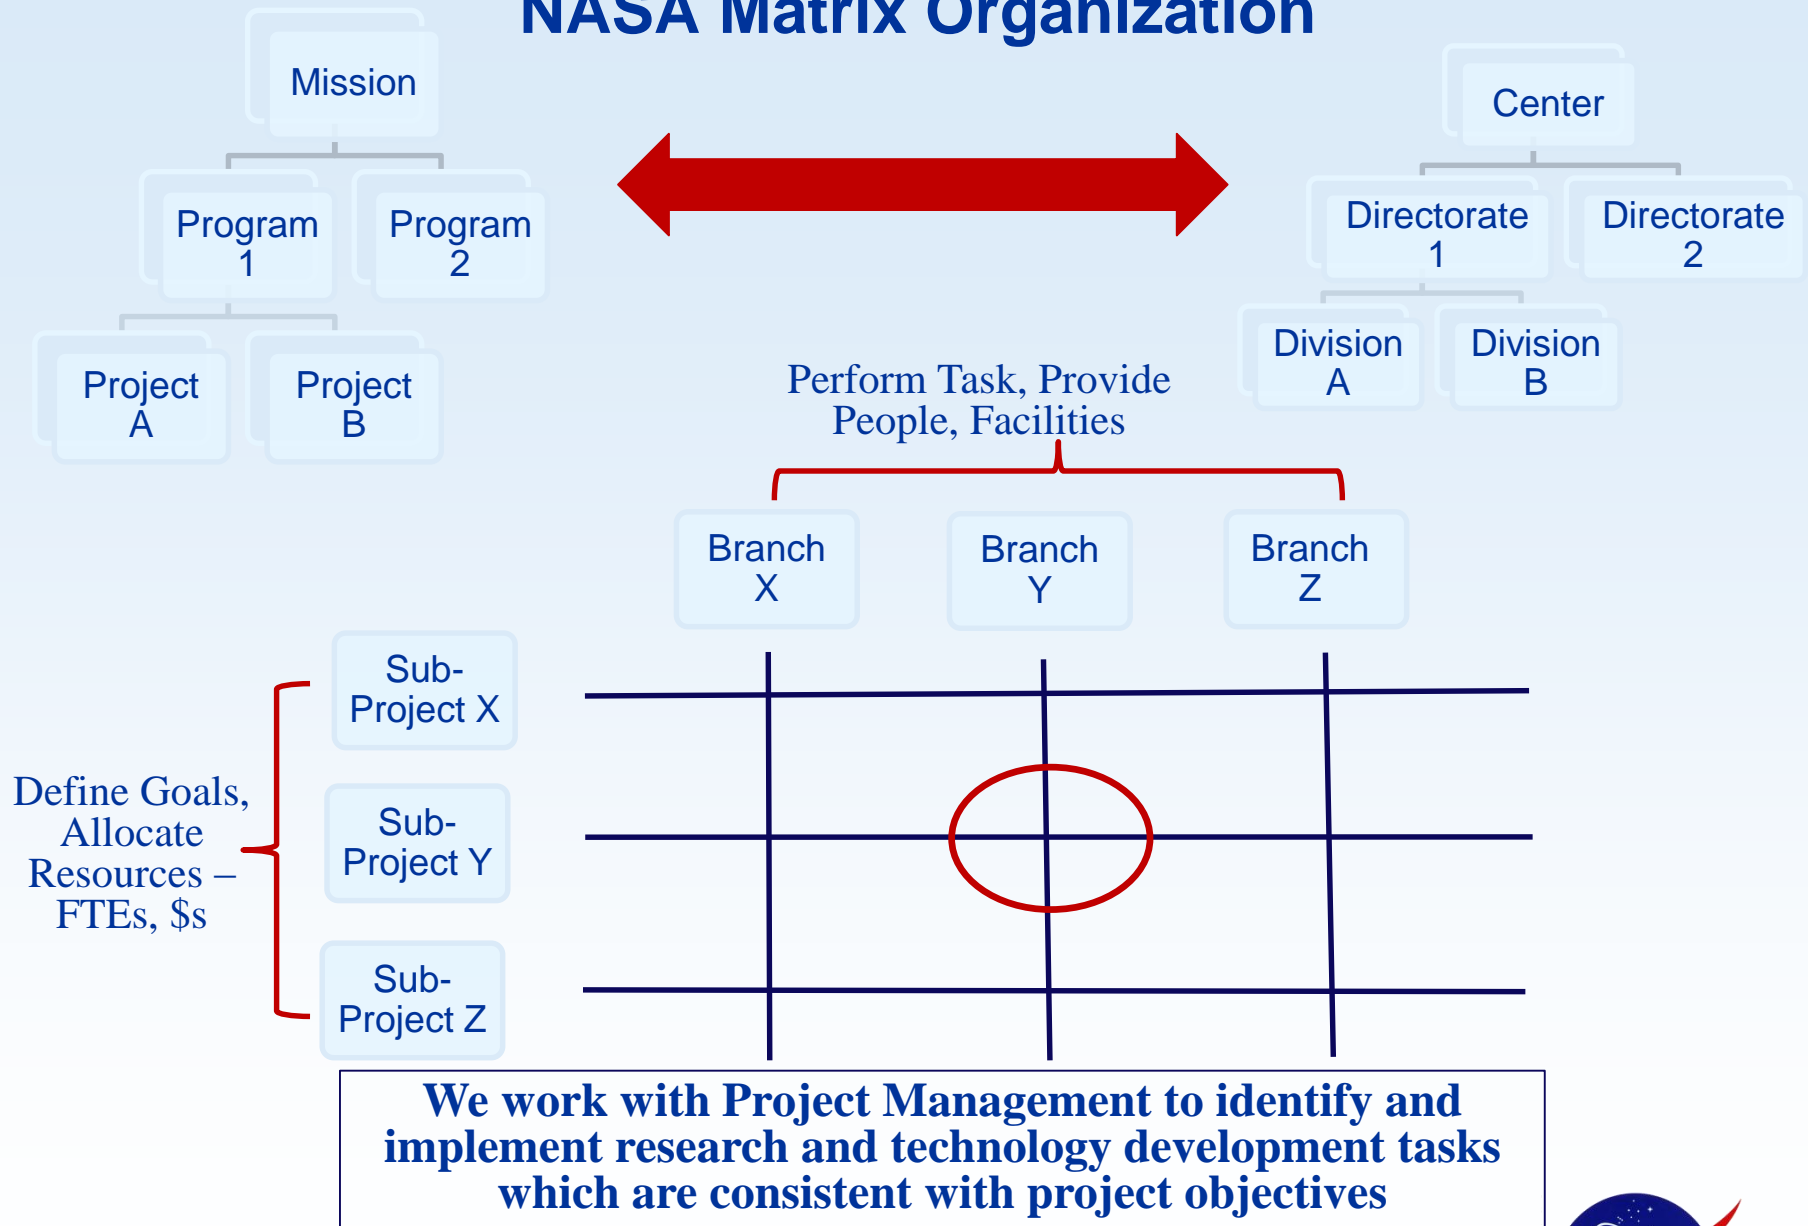 NASA Matrix Organization
Mission
Center
Program
1
Program
2
Directorate
1
Directorate
2
Project
A
Project
B
Division
A
Division
B
Perform Task, Provide
People, Facilities
Branch
X
Branch
Y
Branch
Z
Sub-
Project X
Sub-
Project Y
Sub-
Project Z
Define Goals,
Allocate
Resources –
FTEs, $s
We work with Project Management to identify and
implement research and technology development tasks
which are consistent with project objectives